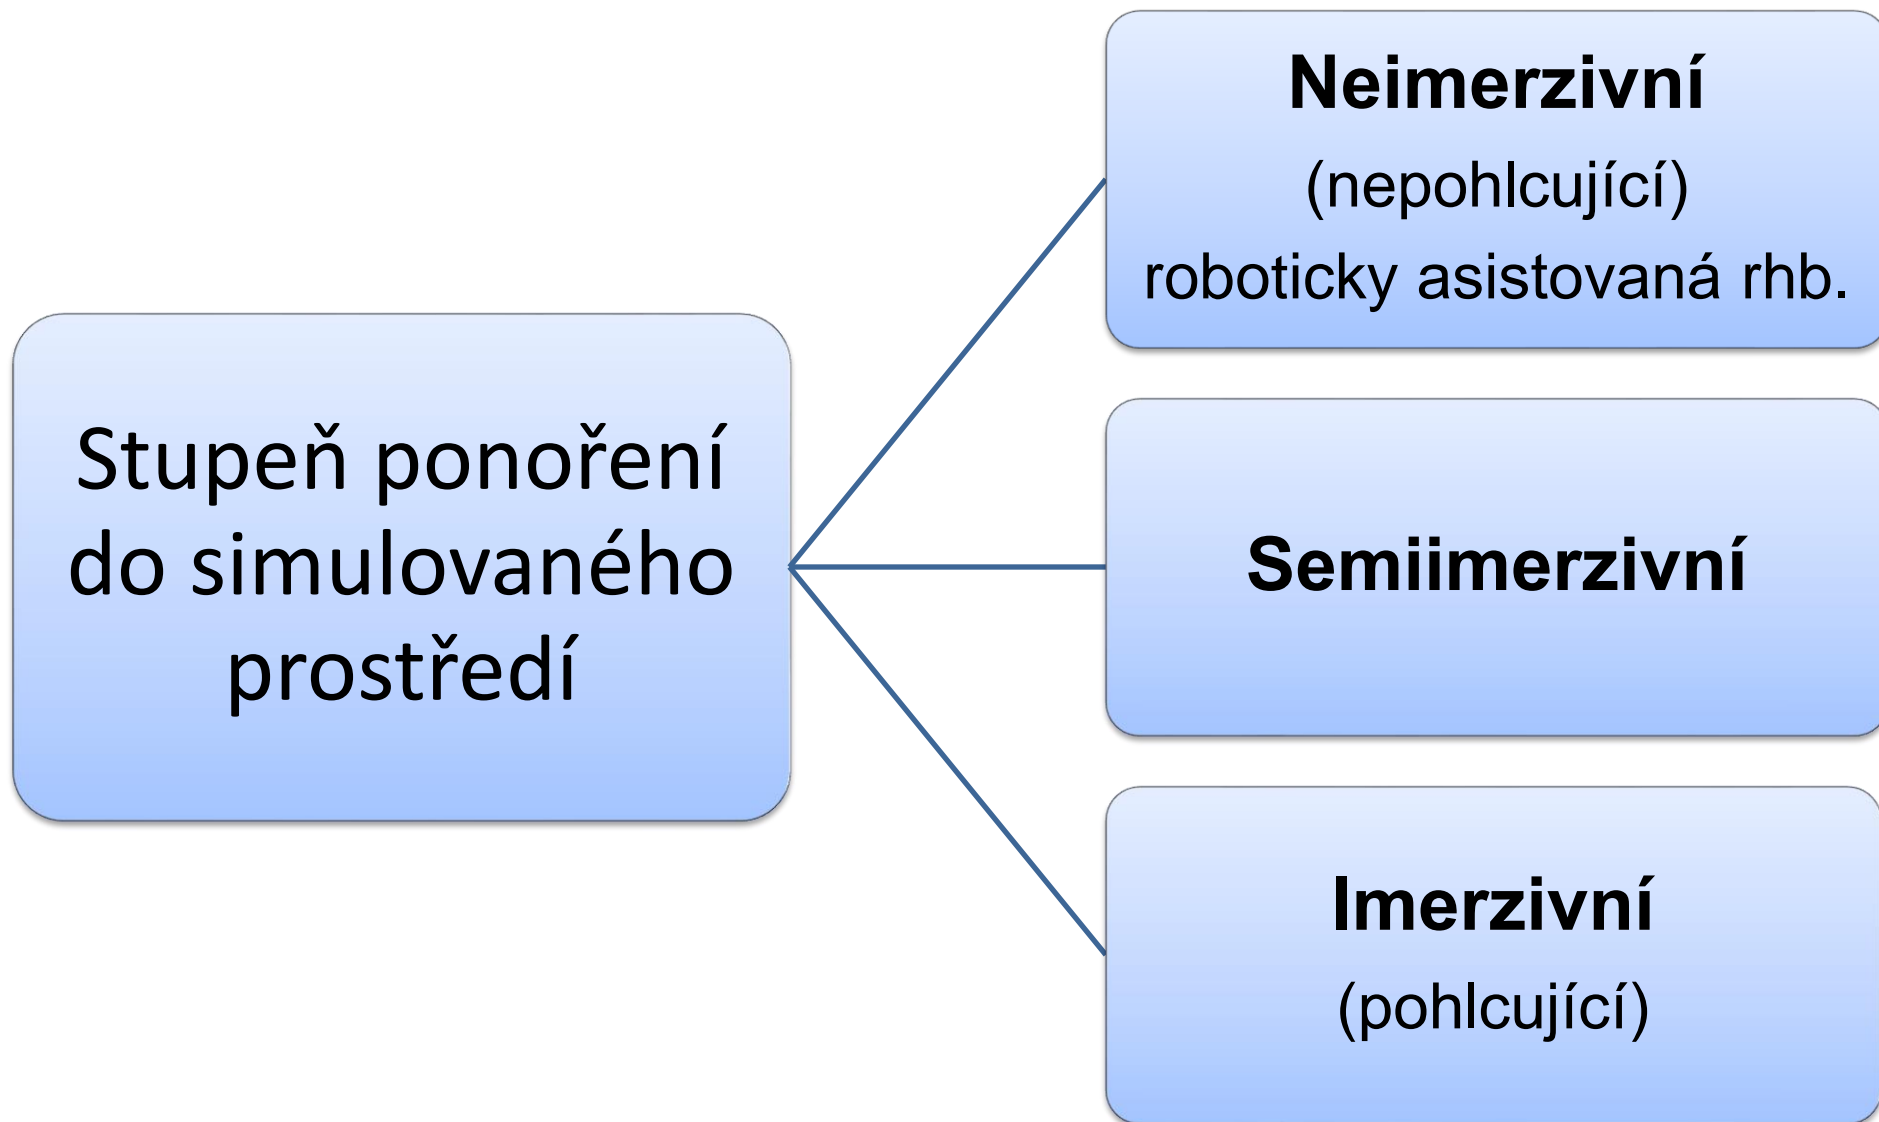 Stupeň ponoření
do simulovaného
prostředí
Neimerzivní
(nepohlcující)
roboticky asistovaná rhb.
Semiimerzivní
Imerzivní
(pohlcující)